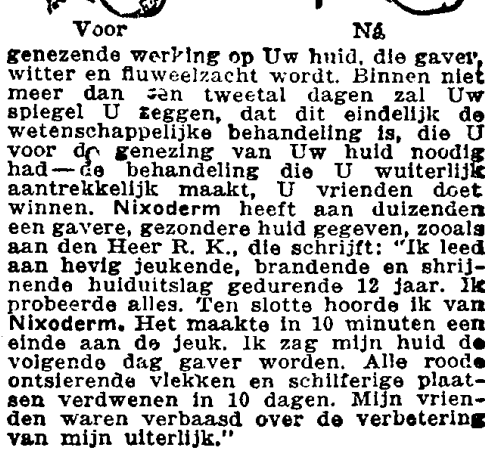 Voor Ná
genezende werking op Uw huid, die gaver,
witter en fluweelzacht wordt. Binnen niet
meer dan een tweetal dagen zal Uw
spiegel U zeggen, dat dit eindelijk de
wetenschappelijke behandeling is, die U
voor de genezing van Uw huid noodig
had—de behandeling die U wuiterlijk
aantrekkelijk maakt, U vrienden doet
winnen. Nixoderm heeft aan duizenden
een gavere, gezondere huid gegeven, zooals
aan den Heer R. K., die schrijft: "Ik leed
aan hevig jeukende, brandende en shrij-
nende huiduitslag gedurende 12 jaar. Ik
probeerde alles. Ten slotte hoorde ik van
Nixoderm. Het maakte in 10 minuten een
einde aan de jeuk. Ik zag mijn huid de
volgende dag gaver worden. Alle roode
ontsierende vlekken en schilferige plaat-
sen verdwenen in 10 dagen. Mijn vrien-
den waren verbaasd over de verbetering
van mijn uiterlijk."